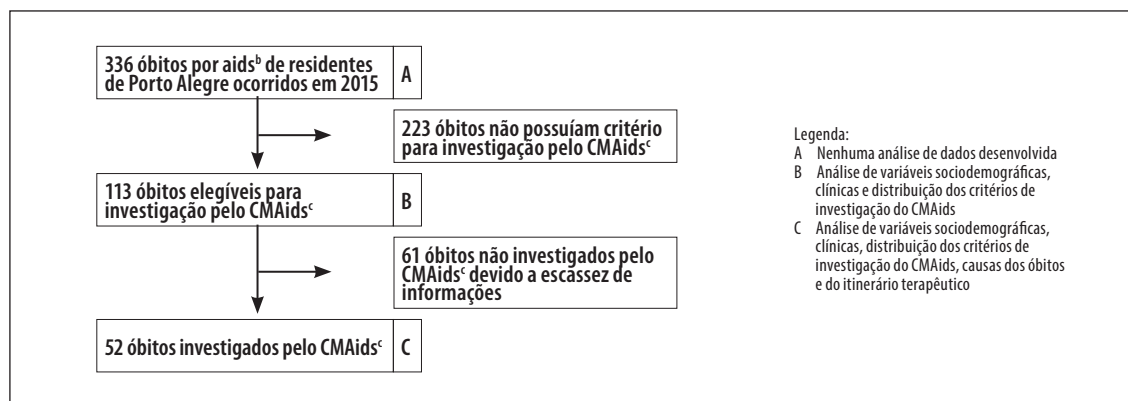 336 óbitos por aidsᵇ de residentes
de Porto Alegre ocorridos em 2015
A
223 óbitos não possuíam critério
para investigação pelo CMAidsᶜ
113 óbitos elegíveis para
investigação pelo CMAidsᶜ
B
61 óbitos não investigados pelo
CMAidsᶜ devido a escassez de
informações
52 óbitos investigados pelo CMAidsᶜ
C
Legenda:
A Nenhuma análise de dados desenvolvida
B Análise de variáveis sociodemográficas,
clínicas e distribuição dos critérios de
investigação do CMAids
C Análise de variáveis sociodemográficas,
clínicas, distribuição dos critérios de
investigação do CMAids, causas dos óbitos
e do itinerário terapêutico